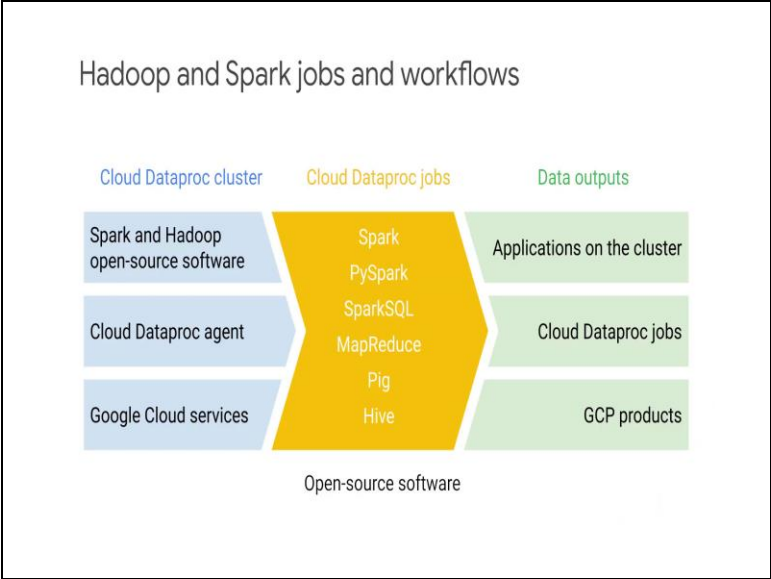 Hadoop and Spark jobs and workflows
Cloud Dataproc cluster
Spark and Hadoop
open-source software
Cloud Dataproc agent
Google Cloud services
Cloud Dataproc jobs
Spark
PySpark
SparkSQL
MapReduce
Pig
Hive
Open-source software
Data outputs
Applications on the cluster
Cloud Dataproc jobs
GCP products